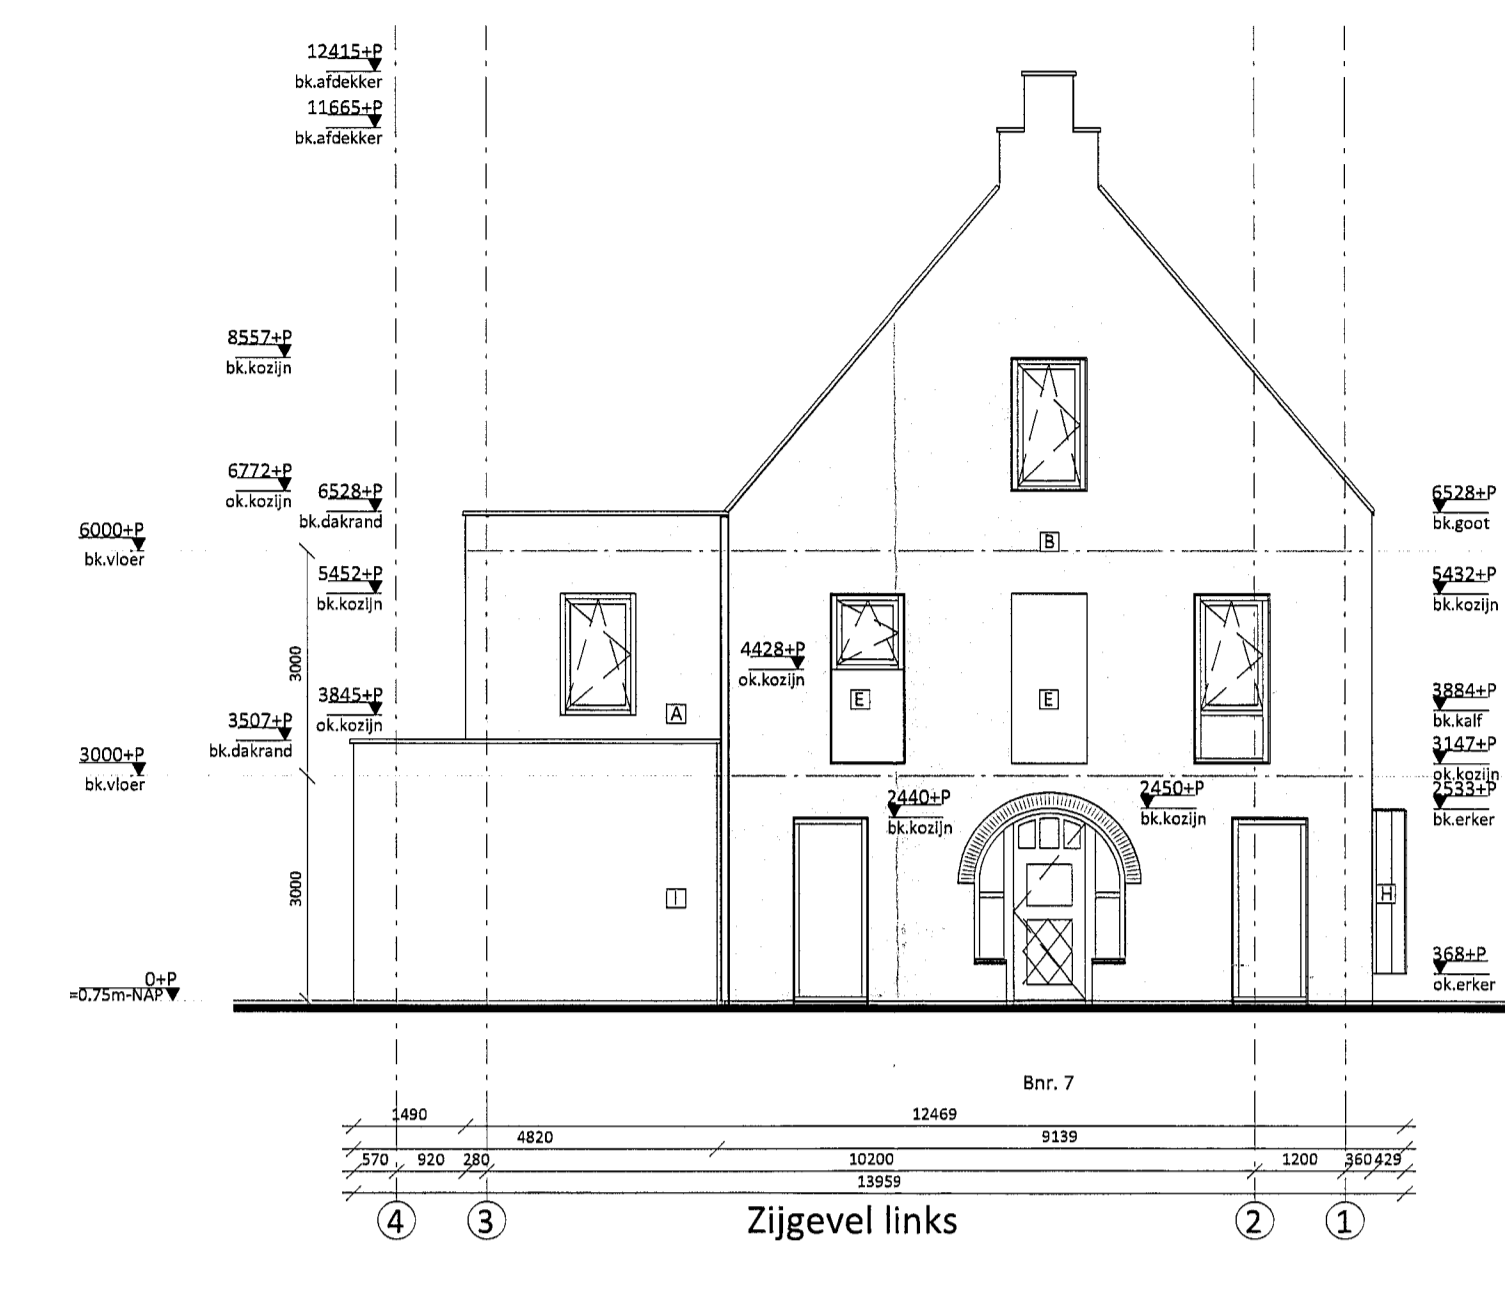 12415+P
bk.afdekker
11665+P
bk.afdekker
8557+P
bk.kozijn
6772+P
ok.kozijn
6528+P
bk.dakrand
6528+P
bk.goot
6000+P
bk.vloer
B
5452+P
bk.kozijn
5432+P
bk.kozijn
3000
4428+P
ok.kozijn
3845+P
ok.kozijn
A
E
E
3884+P
bk.kalf
3507+P
bk.dakrand
3147+P
ok.kozijn
3000+P
bk.vloer
2440+P
bk.kozijn
2450+P
bk.kozijn
2533+P
bk.erker
3000
I
H
368+P
ok.erker
0+P
=0.75m-NAP
Bnr. 7
1490 12469
4820 9139
570 920 280 10200 1200 360 429
13959
4 3 Zijgevel links 2 1